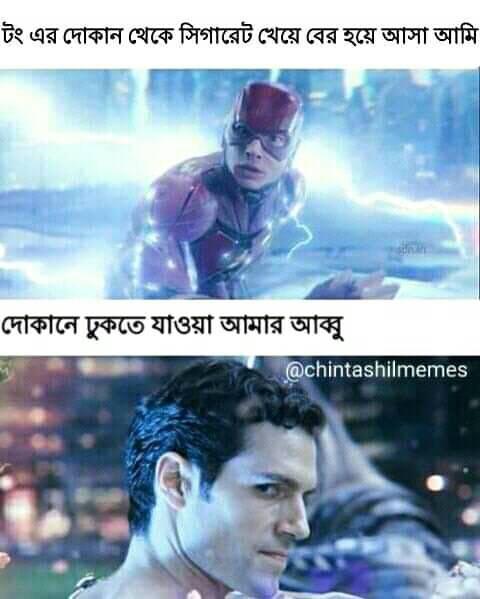 টং এর দোকান থেকে সিগারেট খেয়ে বের হয়ে আসা আমি
দোকানে ঢুকতে যাওয়া আমার আব্বু
@chintashilmemes